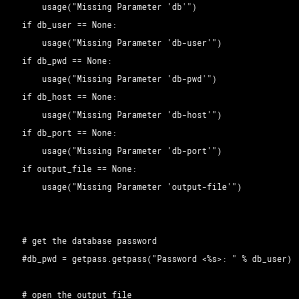 usage("Missing Parameter 'db'")
if db_user == None:
usage("Missing Parameter 'db-user'")
if db_pwd == None:
usage("Missing Parameter 'db-pwd'")
if db_host == None:
usage("Missing Parameter 'db-host'")
if db_port == None:
usage("Missing Parameter 'db-port'")
if output_file == None:
usage("Missing Parameter 'output-file'")
# get the database password
#db_pwd = getpass.getpass("Password <%s>: " % db_user)
# open the output file